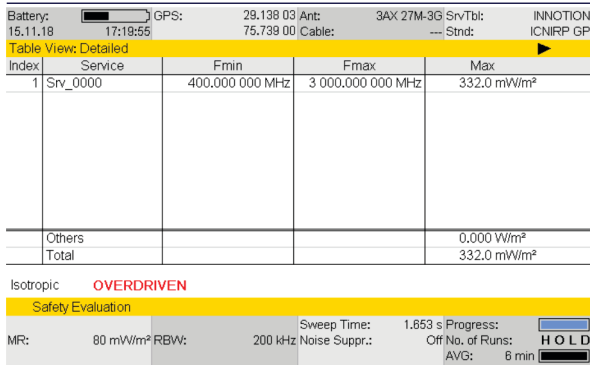 Battery: GPS: 29.138 03 Ant: 3AX 27M-3G SrvTbl: INNOTION
15.11.18 17:19:55 75.739 00 Cable: --- Stnd: ICNIRP GP
Table View: Detailed
Index Service Fmin Fmax Max
1 Srv_0000 400.000 000 MHz 3 000.000 000 MHz 332.0 mW/m²
Others 0.000 W/m²
Total 332.0 mW/m²
Isotropic OVERDRIVEN
Safety Evaluation
Sweep Time: 1.653 s Progress:
MR: 80 mW/m² RBW: 200 kHz Noise Suppr.: Off No. of Runs: HOLD
AVG: 6 min